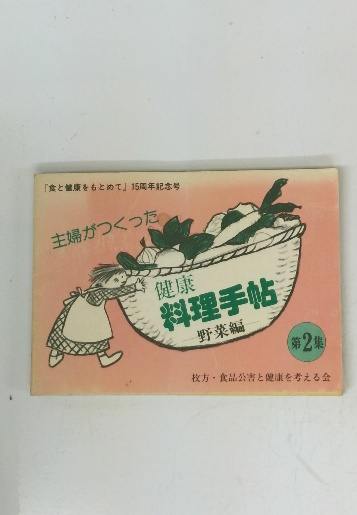 「食と健康をもとめて」15周年記念号
主婦がつくった
健康
料理手帖
野菜編
第2集
枚方・食品公害と健康を考える会